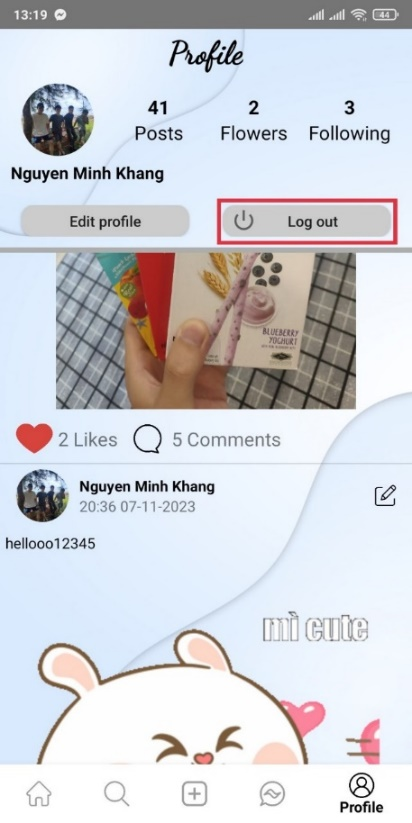 13:19
44
Profile
41 2 3
Posts Flowers Following
Nguyen Minh Khang
Edit profile
Log out
BLUEBERRY
YOGHURT
2 Likes
5 Comments
Nguyen Minh Khang
20:36 07-11-2023
hellooo12345
mì cute
Profile